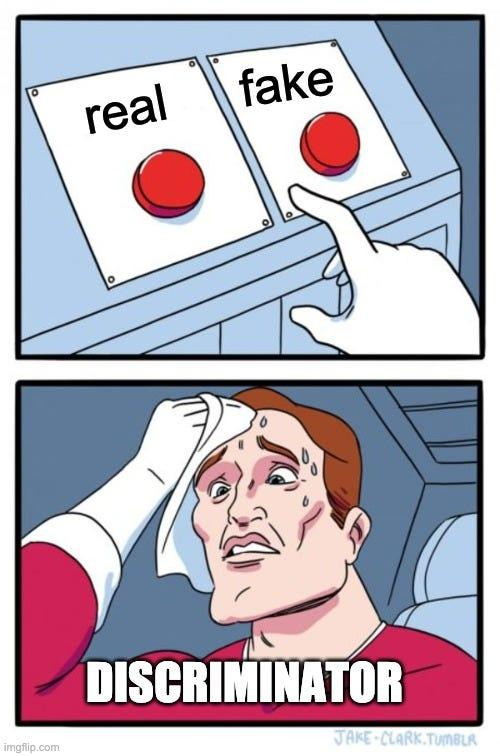 real
fake
DISCRIMINATOR
JAKE-CLARK.TUMBLR
imgflip.com